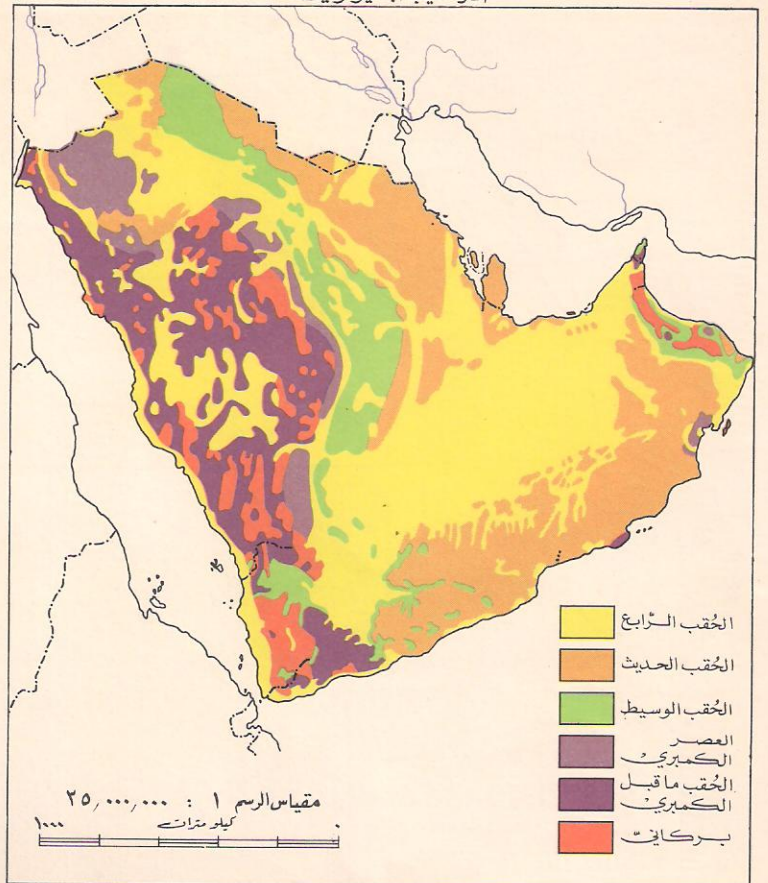 الحُقب الرّابع
الحُقب الحديث
الحُقب الوسيط
العصر
الكمبري
الحُقب ما قبل
الكمبري
بركانيّ
مقياس الرسم ١ : ٢٥,٠٠٠,٠٠٠
كيلو مترات
١٠٠٠ ٠